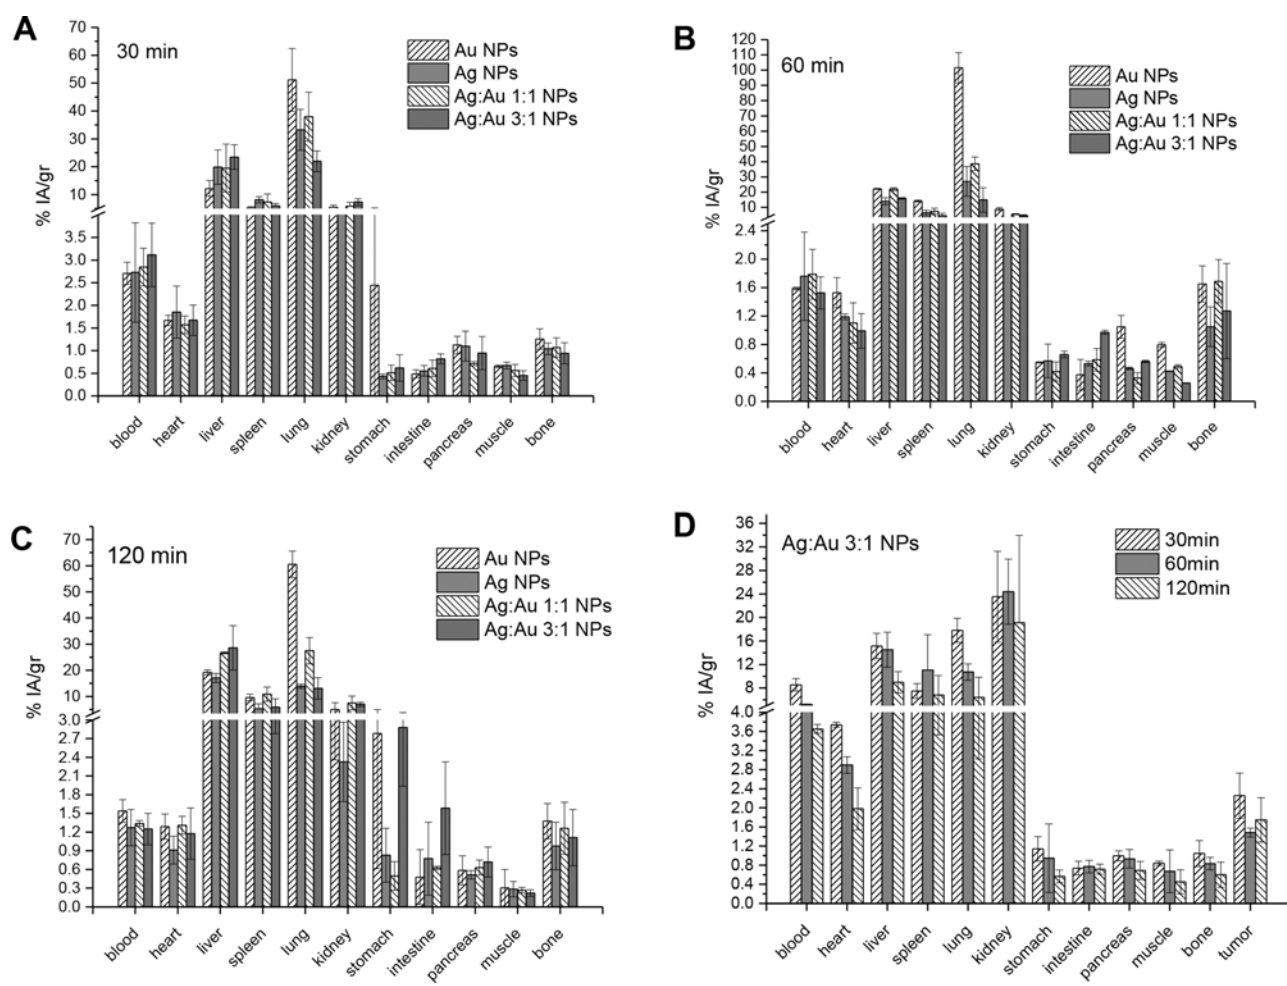 A
30 min
Au NPs
Ag NPs
Ag:Au 1:1 NPs
Ag:Au 3:1 NPs
% IA/gr
70
60
50
40
30
20
10
3.5
3.0
2.5
2.0
1.5
1.0
0.5
0.0
blood
heart
liver
spleen
lung
kidney
stomach
intestine
pancreas
muscle
bone
B
60 min
Au NPs
Ag NPs
Ag:Au 1:1 NPs
Ag:Au 3:1 NPs
% IA/gr
120
110
100
90
80
70
60
50
40
30
20
10
2.4
2.0
1.6
1.2
0.8
0.4
0.0
blood
heart
liver
spleen
lung
kidney
stomach
intestine
pancreas
muscle
bone
C
120 min
Au NPs
Ag NPs
Ag:Au 1:1 NPs
Ag:Au 3:1 NPs
% IA/gr
70
60
50
40
30
20
10
3.0
2.7
2.4
2.1
1.8
1.5
1.2
0.9
0.6
0.3
0.0
blood
heart
liver
spleen
lung
kidney
stomach
intestine
pancreas
muscle
bone
D
Ag:Au 3:1 NPs
30min
60min
120min
% IA/gr
36
32
28
24
20
16
12
8
4.0
3.6
3.2
2.8
2.4
2.0
1.6
1.2
0.8
0.4
0.0
blood
heart
liver
spleen
lung
kidney
stomach
intestine
pancreas
muscle
bone
tumor